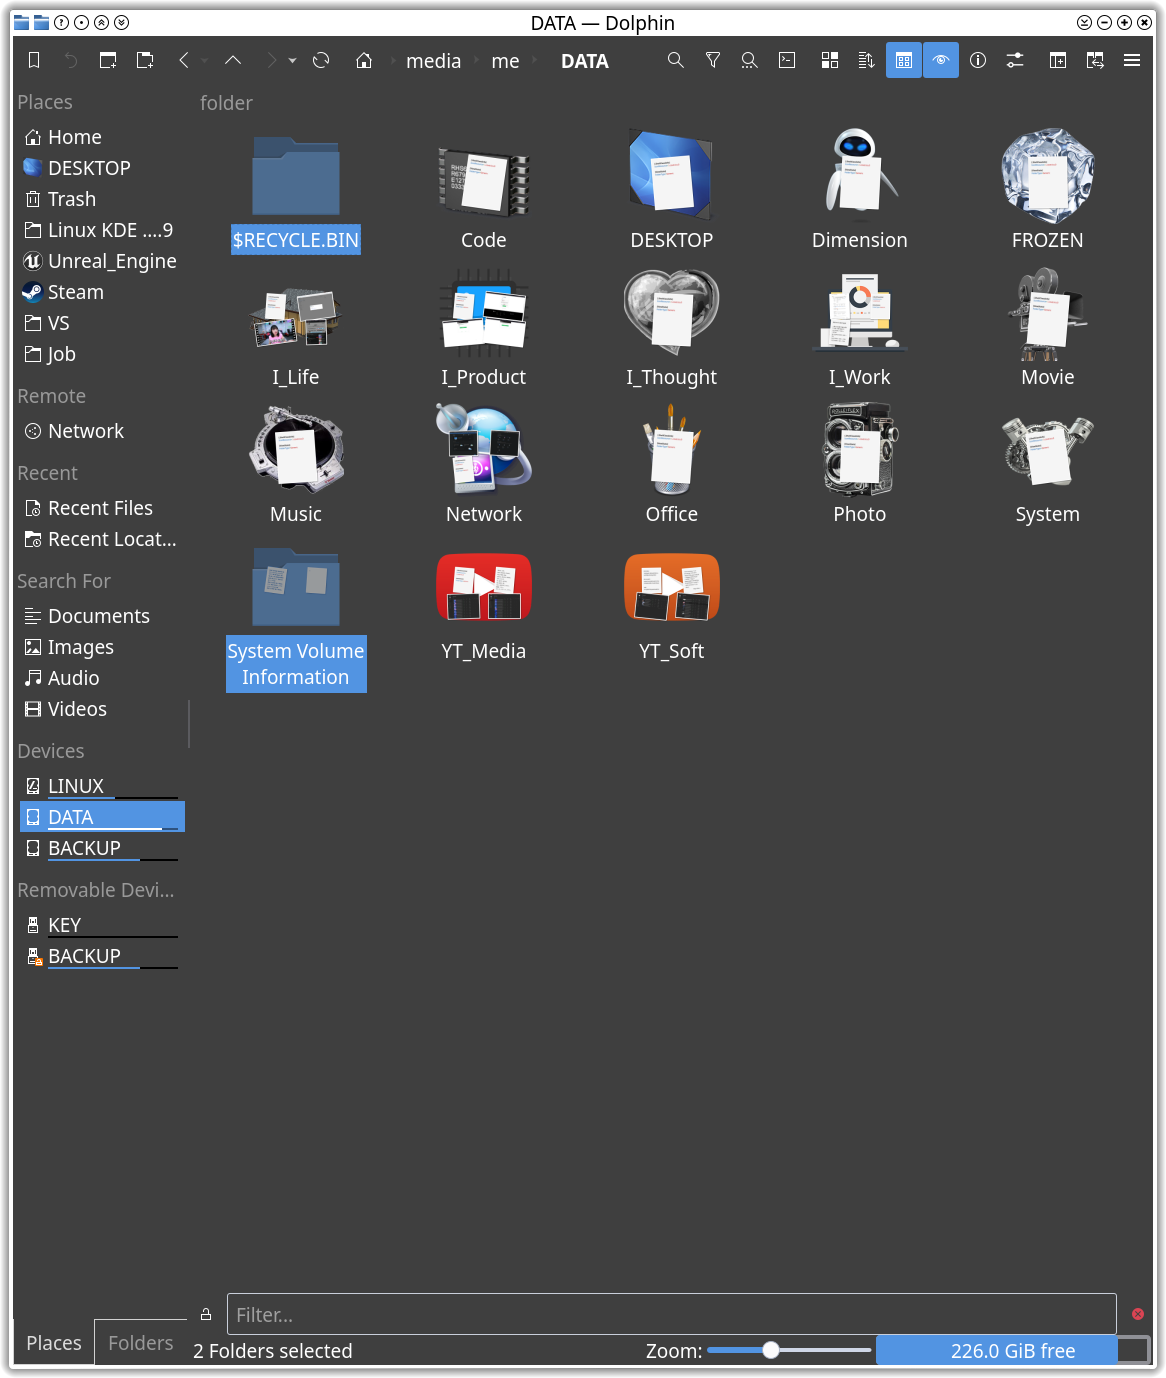 DATA — Dolphin
media
me
DATA
Places
folder
Home
DESKTOP
Trash
Linux KDE ....9
Unreal_Engine
Steam
VS
Job
Remote
Network
Recent
Recent Files
Recent Locat...
Search For
Documents
Images
Audio
Videos
Devices
LINUX
DATA
BACKUP
Removable Devi...
KEY
BACKUP
$RECYCLE.BIN
Code
DESKTOP
Dimension
FROZEN
I_Life
I_Product
I_Thought
I_Work
Movie
Music
Network
Office
Photo
System
System Volume
Information
YT_Media
YT_Soft
Filter...
Places
Folders
2 Folders selected
Zoom:
226.0 GiB free